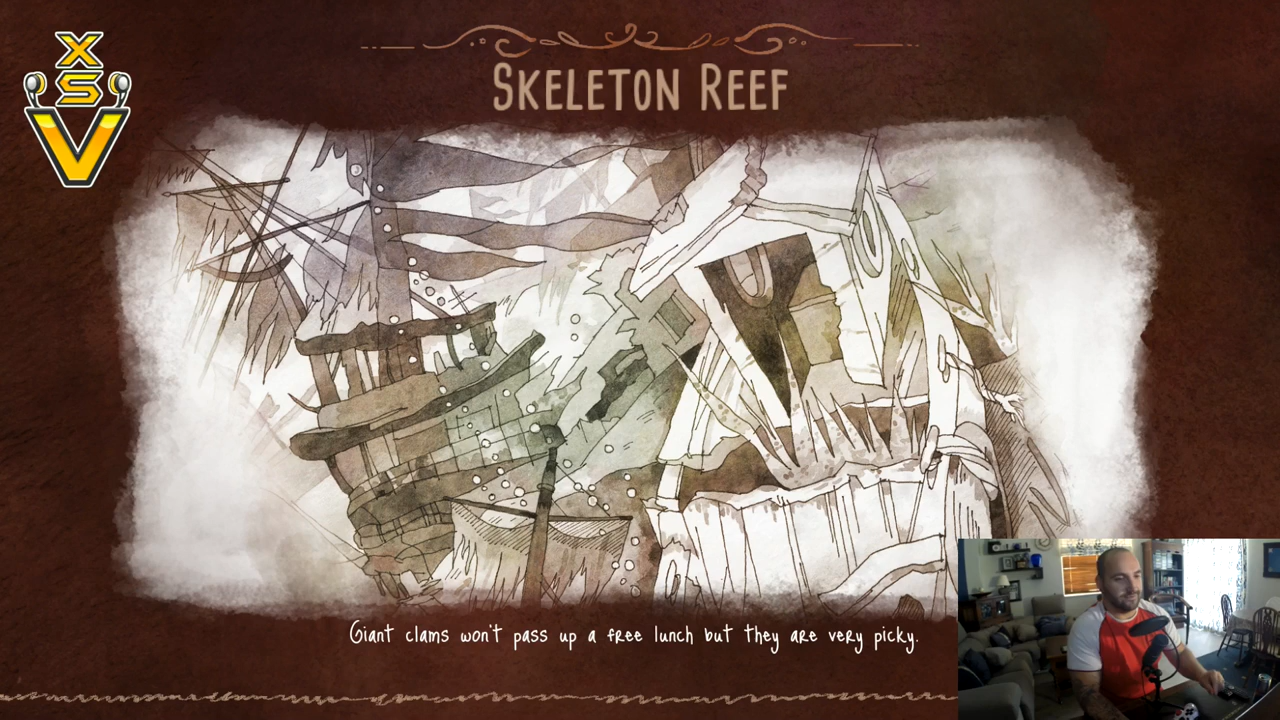 XSV
SKELETON REEF
Giant clams won't pass up a free lunch but they are very picky.